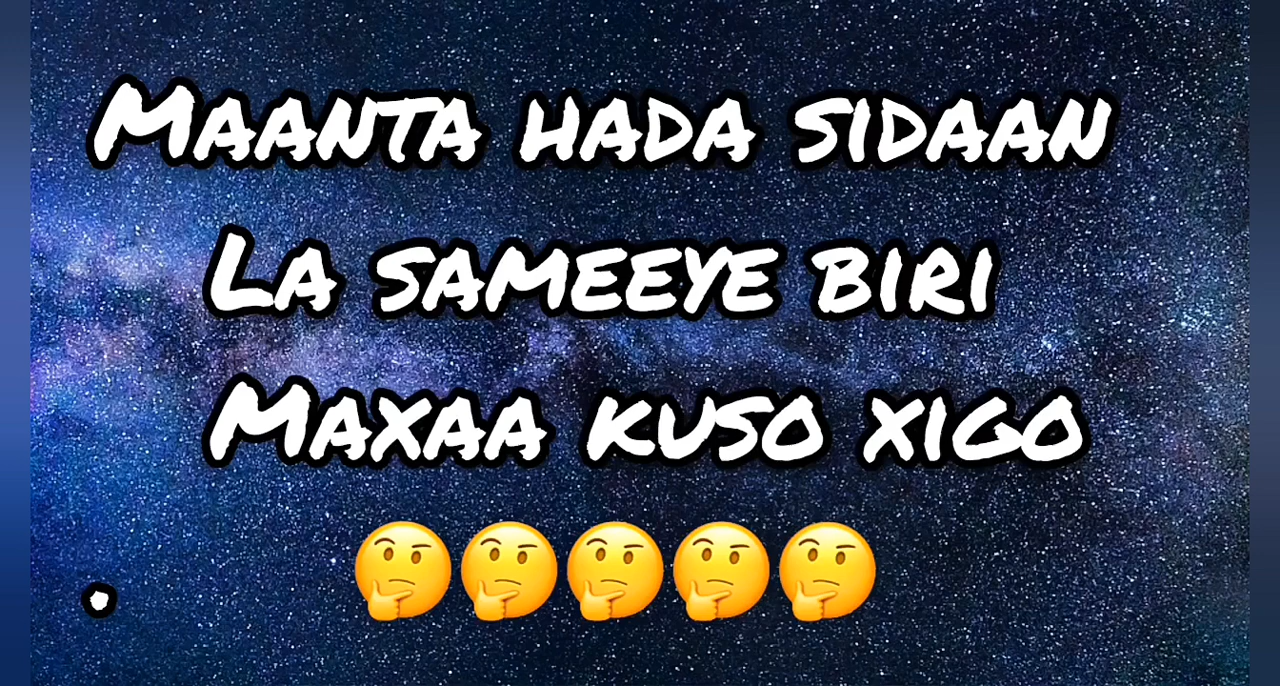 Maanta hada sidaan
La sameeye biri
Maxaa kuso xigo
🤔🤔🤔🤔🤔
.